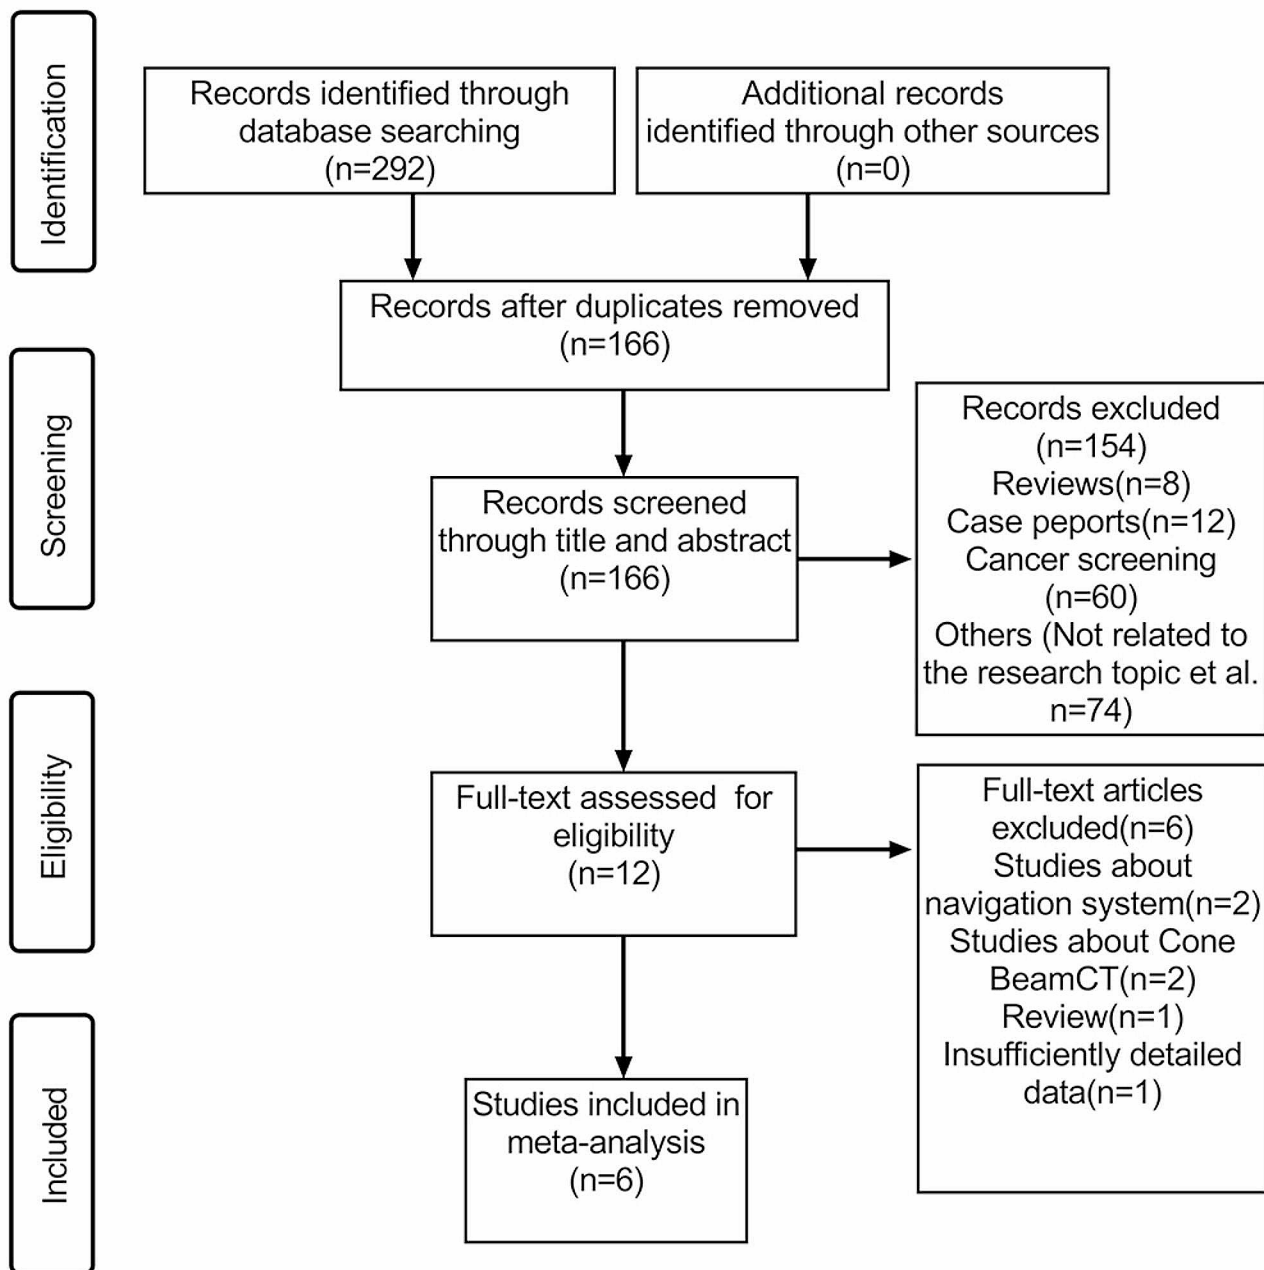 Identification
Records identified through
database searching
(n=292)
Additional records
identified through other sources
(n=0)
Records after duplicates removed
(n=166)
Screening
Records screened
through title and abstract
(n=166)
Records excluded
(n=154)
Reviews(n=8)
Case peports(n=12)
Cancer screening
(n=60)
Others (Not related to
the research topic et al.
n=74)
Eligibility
Full-text assessed  for
eligibility
(n=12)
Full-text articles
excluded(n=6)
Studies about
navigation system(n=2)
Studies about Cone
BeamCT(n=2)
Review(n=1)
Insufficiently detailed
data(n=1)
Included
Studies included in
meta-analysis
(n=6)